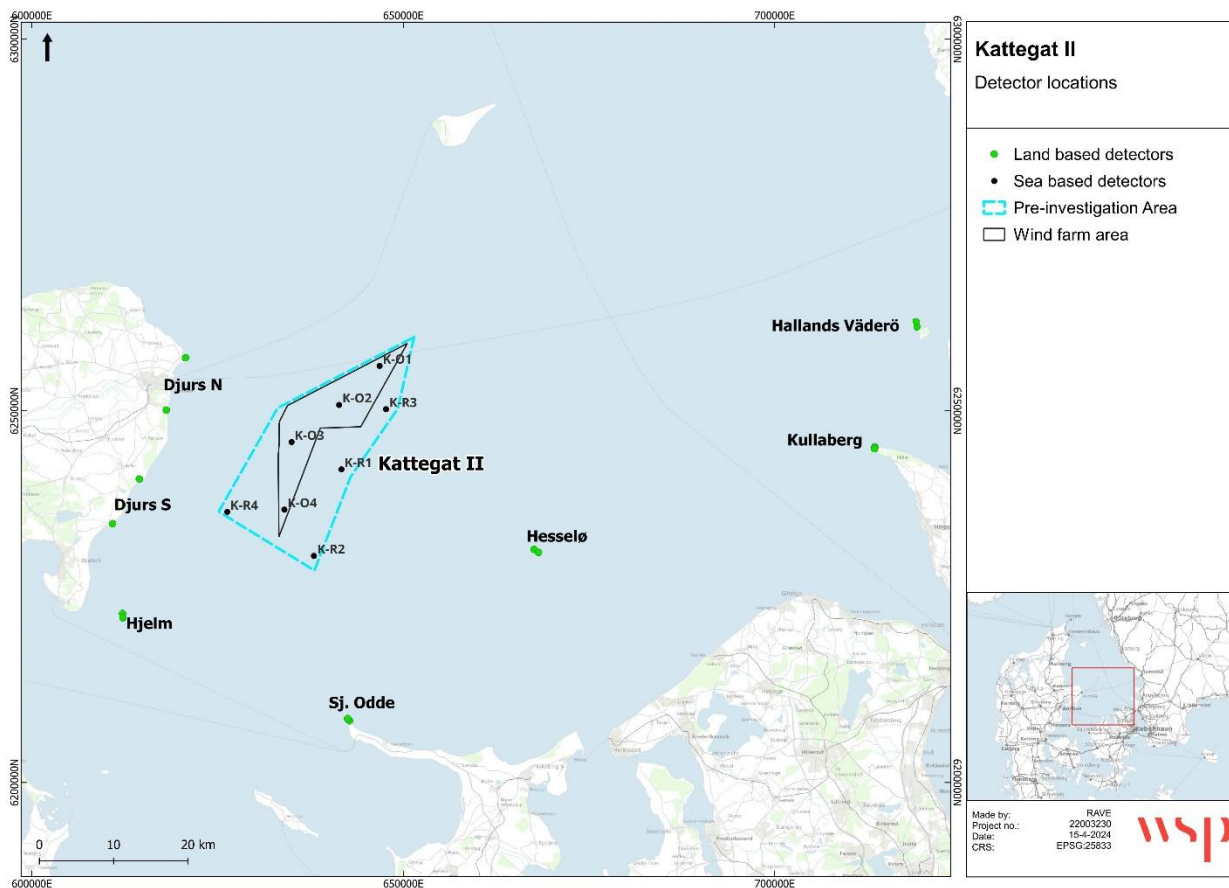 600000E
650000E
700000E
6300000N
6300000N
Kattegat II
Detector locations
Land based detectors
Sea based detectors
Pre-investigation Area
Wind farm area
Hallands Väderö
K-O1
Djurs N
K-O2
K-R3
6250000N
6250000N
K-O3
Kullaberg
K-R1
Kattegat II
Djurs S
K-R4
K-O4
Hesselø
K-R2
Hjelm
Sj. Odde
6200000N
6200000N
0 10 20 km
600000E
650000E
700000E
Made by: RAVE
Project no.: 22003230
Date: 15-4-2024
CRS: EPSG:25833
wsp